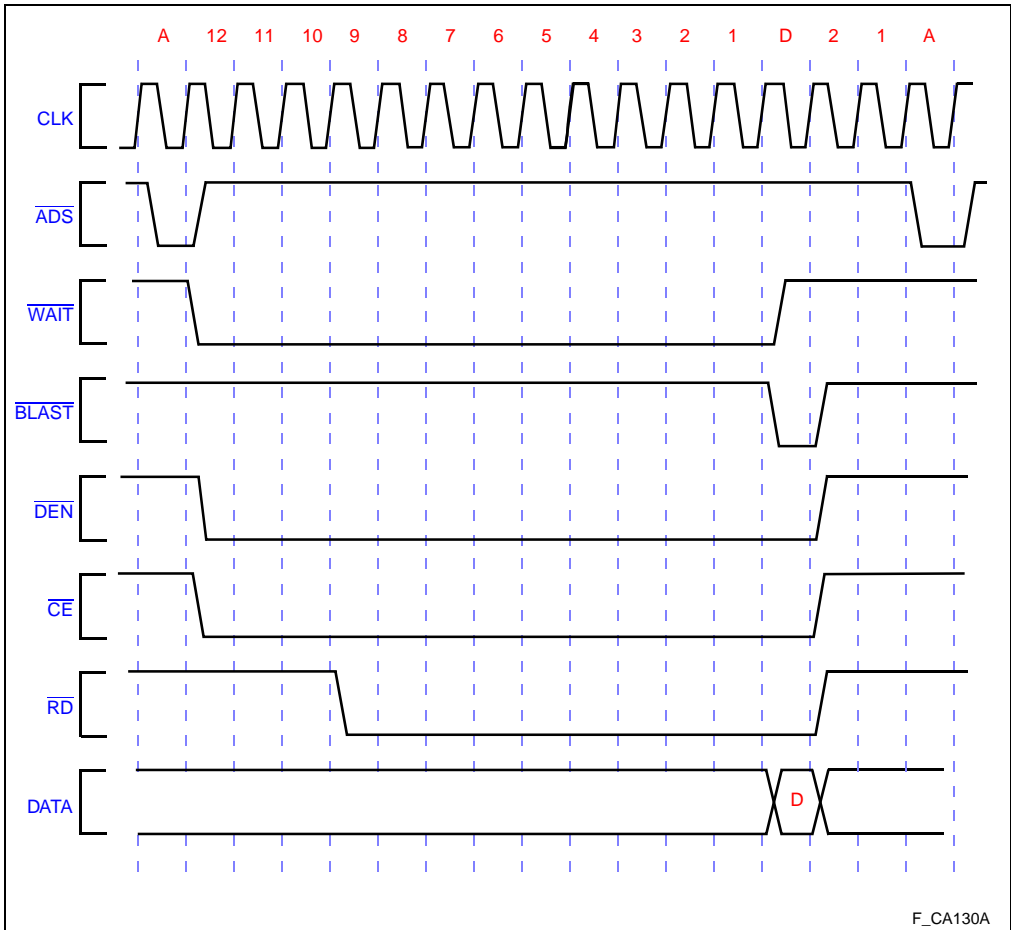 A 12 11 10 9 8 7 6 5 4 3 2 1 D 2 1 A
CLK
ADS
WAIT
BLAST
DEN
CE
RD
DATA
D
F_CA130A